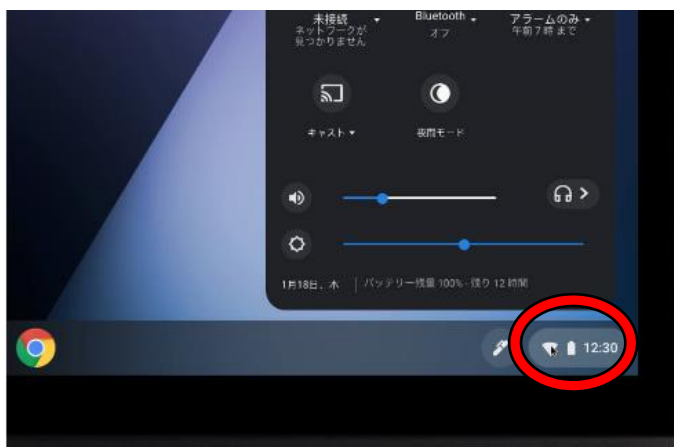 未接続
ネットワークが
見つかりません
Bluetooth
オフ
アラームのみ
午前7時まで
キャスト
夜間モード
1月18日、木
バッテリー残量 100% - 残り 12 時間
12:30